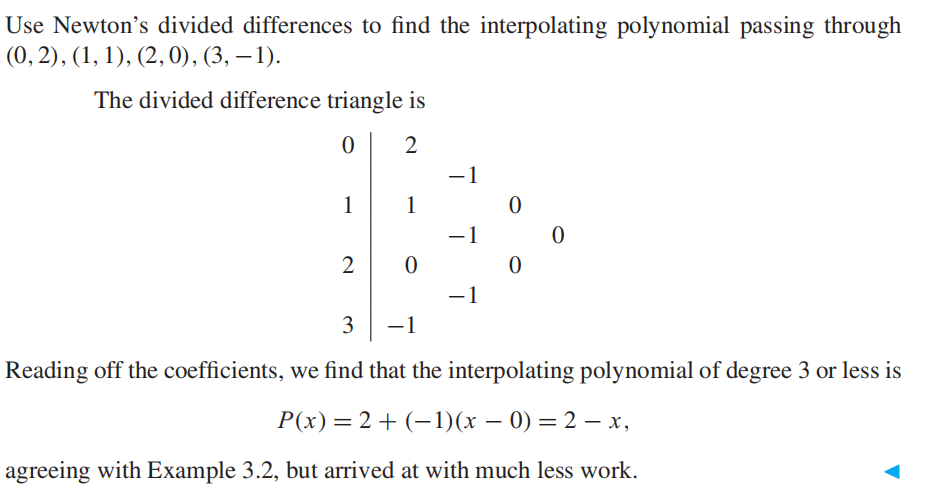 Use Newton’s divided differences to find the interpolating polynomial passing through
(0, 2), (1, 1), (2, 0), (3, −1).
The divided difference triangle is
0 2
−1
1 1 0
−1 0
2 0 0
−1
3 −1
Reading off the coefficients, we find that the interpolating polynomial of degree 3 or less is
P(x) = 2 + (−1)(x − 0) = 2 − x,
agreeing with Example 3.2, but arrived at with much less work.